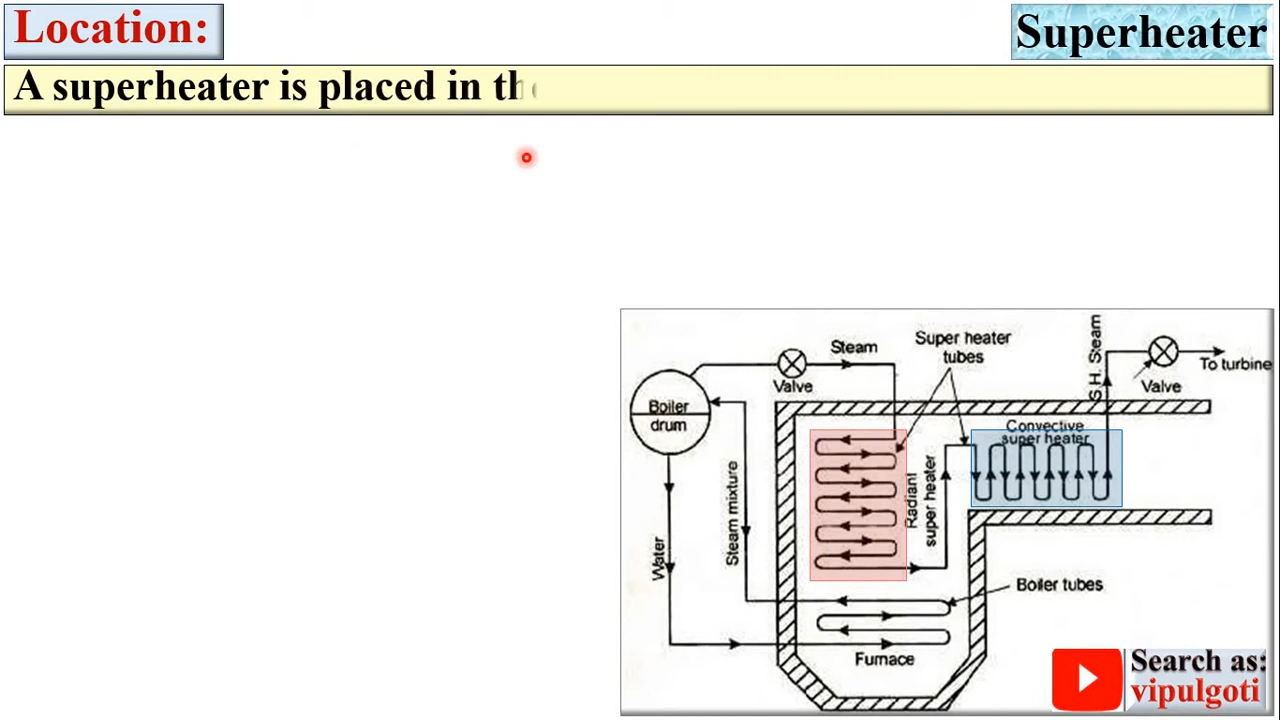 Location:
Superheater
A superheater is placed in th
Super heater
tubes
Steam
Valve
S.H. Steam
To turbine
Valve
Boiler
drum
Convective
super heater
Radiant
super heater
Steam mixture
Water
Boiler tubes
Furnace
Search as:
vipulgoti